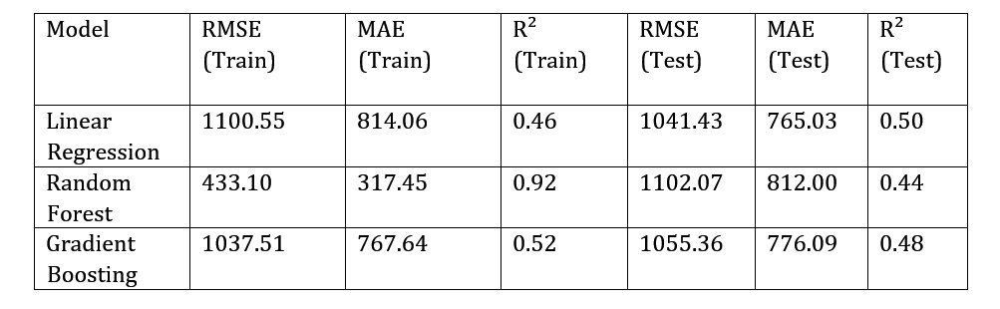 Model RMSE (Train) MAE (Train) R² (Train) RMSE (Test) MAE (Test) R² (Test)
Linear Regression 1100.55 814.06 0.46 1041.43 765.03 0.50
Random Forest 433.10 317.45 0.92 1102.07 812.00 0.44
Gradient Boosting 1037.51 767.64 0.52 1055.36 776.09 0.48